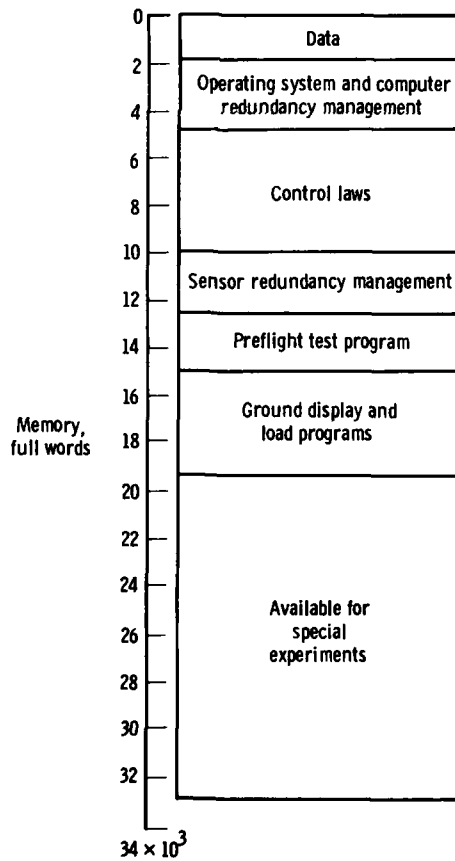 0
Data
2
Operating system and computer
redundancy management
4
6
Control laws
8
10
Sensor redundancy management
12
Preflight test program
14
16
Ground display and
load programs
Memory,
full words
18
20
22
24
Available for
special
experiments
26
28
30
32
34 × 10³